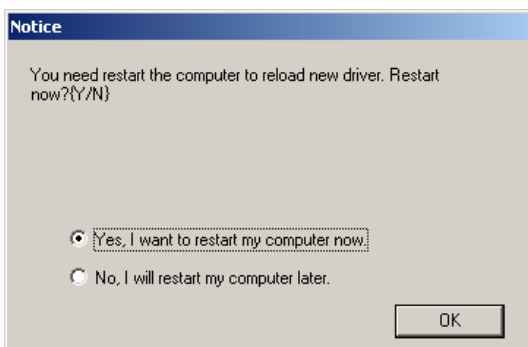 Notice
You need restart the computer to reload new driver. Restart
now?{Y/N}
Yes, I want to restart my computer now.
No, I will restart my computer later.
OK